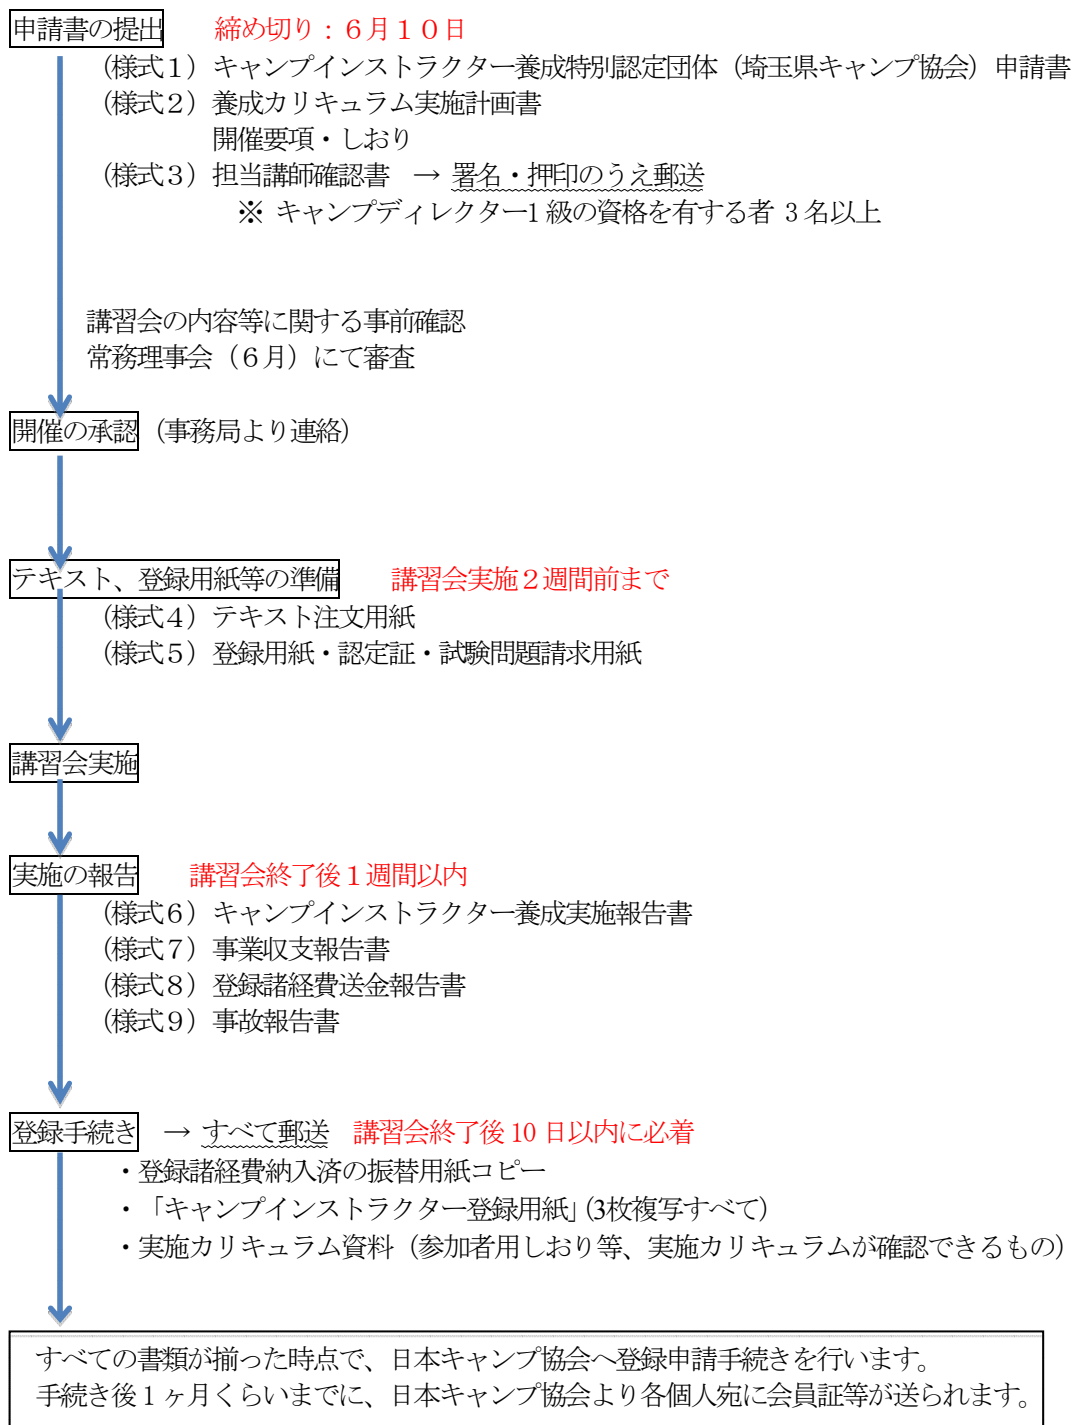 申請書の提出　　締め切り：６月１０日
（様式１）キャンプインストラクター養成特別認定団体（埼玉県キャンプ協会）申請書
（様式２）養成カリキュラム実施計画書
開催要項・しおり
（様式３）担当講師確認書　→ 署名・押印のうえ郵送
※ キャンプディレクター1 級の資格を有する者 3 名以上
講習会の内容等に関する事前確認
常務理事会（６月）にて審査
開催の承認（事務局より連絡）
テキスト、登録用紙等の準備　　講習会実施２週間前まで
（様式４）テキスト注文用紙
（様式５）登録用紙・認定証・試験問題請求用紙
講習会実施
実施の報告　　講習会終了後１週間以内
（様式６）キャンプインストラクター養成実施報告書
（様式７）事業収支報告書
（様式８）登録諸経費送金報告書
（様式９）事故報告書
登録手続き　→ すべて郵送　講習会終了後 10 日以内に必着
・登録諸経費納入済の振替用紙コピー
・「キャンプインストラクター登録用紙」（3枚複写すべて）
・実施カリキュラム資料（参加者用しおり等、実施カリキュラムが確認できるもの）
すべての書類が揃った時点で、日本キャンプ協会へ登録申請手続きを行います。
手続き後１ヶ月くらいまでに、日本キャンプ協会より各個人宛に会員証等が送られます。